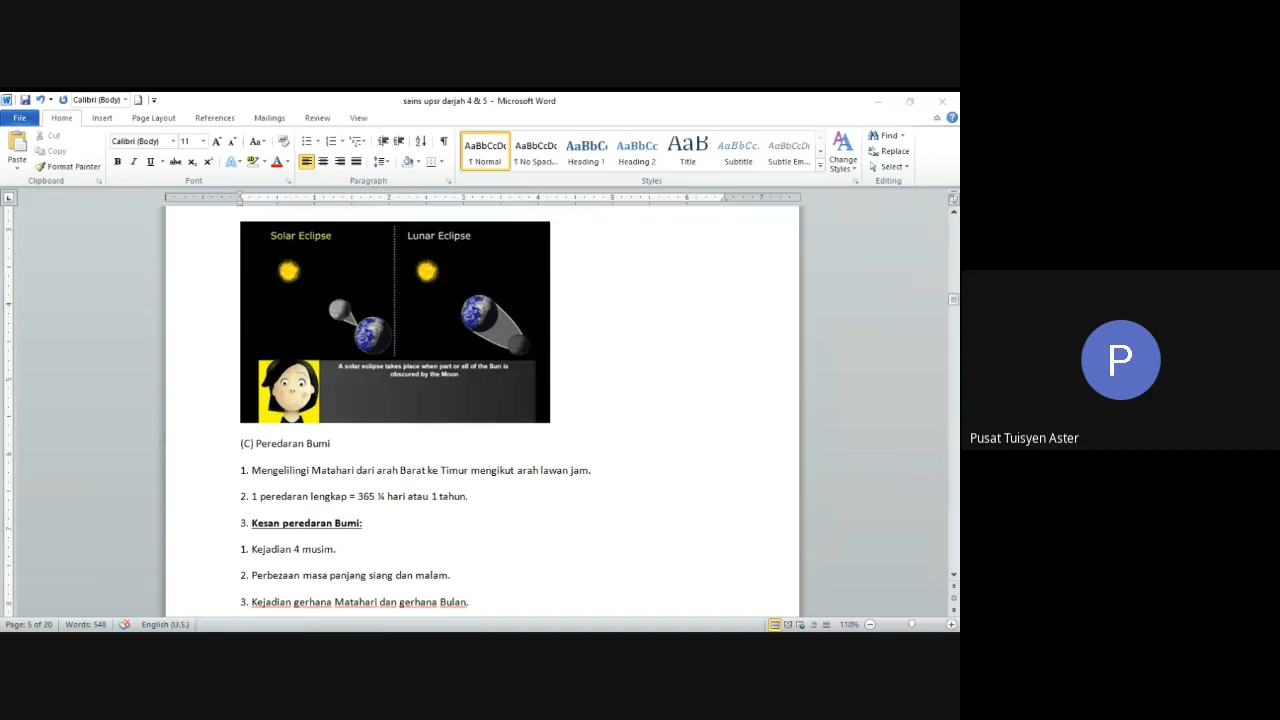 Calibri (Body)
sains upsr darjah 4 & 5 - Microsoft Word
File Home Insert Page Layout References Mailings Review View
Cut
Copy
Paste
Format Painter
Calibri (Body) 11
AaBbCcDc AaBbCcDc AaBbCc AaBbCc AaB AaBbCc. AaBbCcDc
¶ Normal ¶ No Spaci... Heading 1 Heading 2 Title Subtitle Subtle Em...
Change Styles
Find
Replace
Select
Clipboard Font Paragraph Styles Editing
Solar Eclipse Lunar Eclipse
A solar eclipse takes place when part or all of the Sun is
obscured by the Moon
(C) Peredaran Bumi
1. Mengelilingi Matahari dari arah Barat ke Timur mengikut arah lawan jam.
2. 1 peredaran lengkap = 365 ¼ hari atau 1 tahun.
3. Kesan peredaran Bumi:
1. Kejadian 4 musim.
2. Perbezaan masa panjang siang dan malam.
3. Kejadian gerhana Matahari dan gerhana Bulan.
Page: 5 of 20 Words: 548 English (U.S.) 110%
P
Pusat Tuisyen Aster